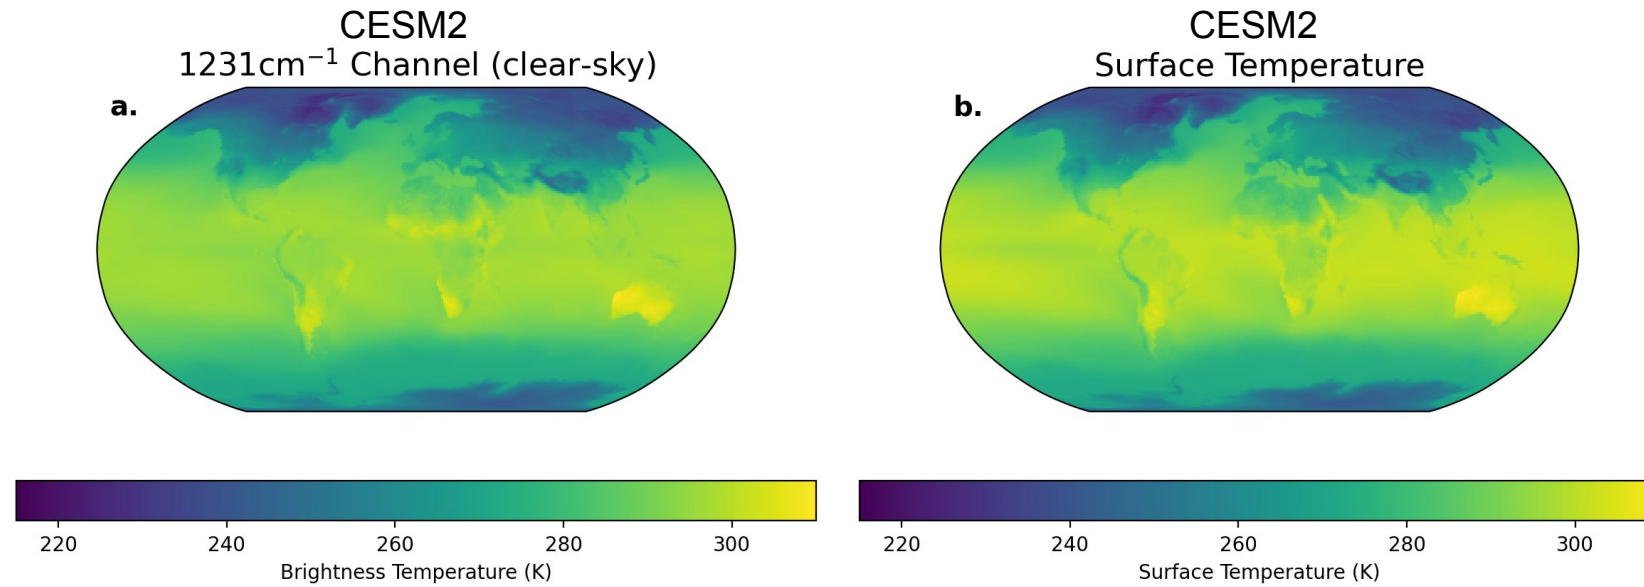 CESM2
1231cm⁻¹ Channel (clear-sky)
a.
220 240 260 280 300
Brightness Temperature (K)
CESM2
Surface Temperature
b.
220 240 260 280 300
Surface Temperature (K)